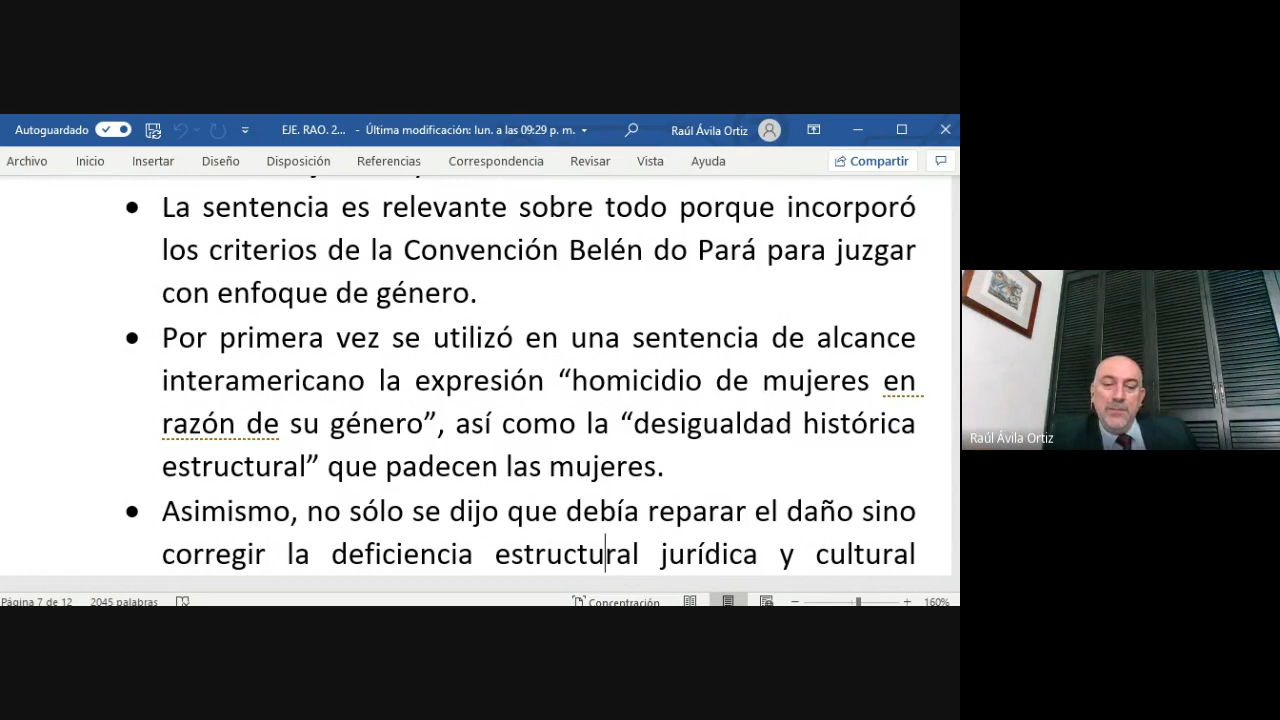 Autoguardado EJE. RAO. 2... - Última modificación: lun. a las 09:29 p. m. Raúl Ávila Ortiz
Archivo Inicio Insertar Diseño Disposición Referencias Correspondencia Revisar Vista Ayuda Compartir
• La sentencia es relevante sobre todo porque incorporó
los criterios de la Convención Belén do Pará para juzgar
con enfoque de género.
• Por primera vez se utilizó en una sentencia de alcance
interamericano la expresión “homicidio de mujeres en
razón de su género”, así como la “desigualdad histórica
estructural” que padecen las mujeres.
• Asimismo, no sólo se dijo que debía reparar el daño sino
corregir la deficiencia estructural jurídica y cultural
Página 7 de 12 2045 palabras Concentración 160%
Raúl Ávila Ortiz